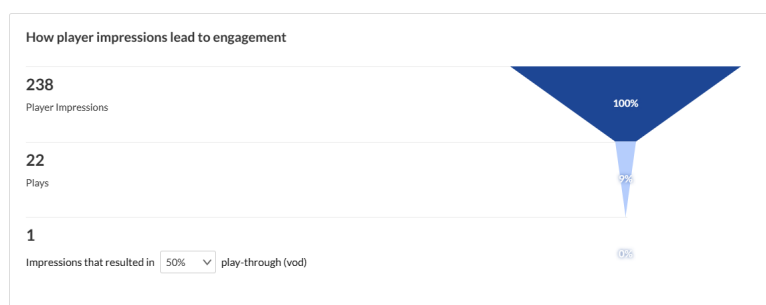 How player impressions lead to engagement
238
Player Impressions
100%
22
Plays
9%
1
Impressions that resulted in 50% play-through (vod)
0%